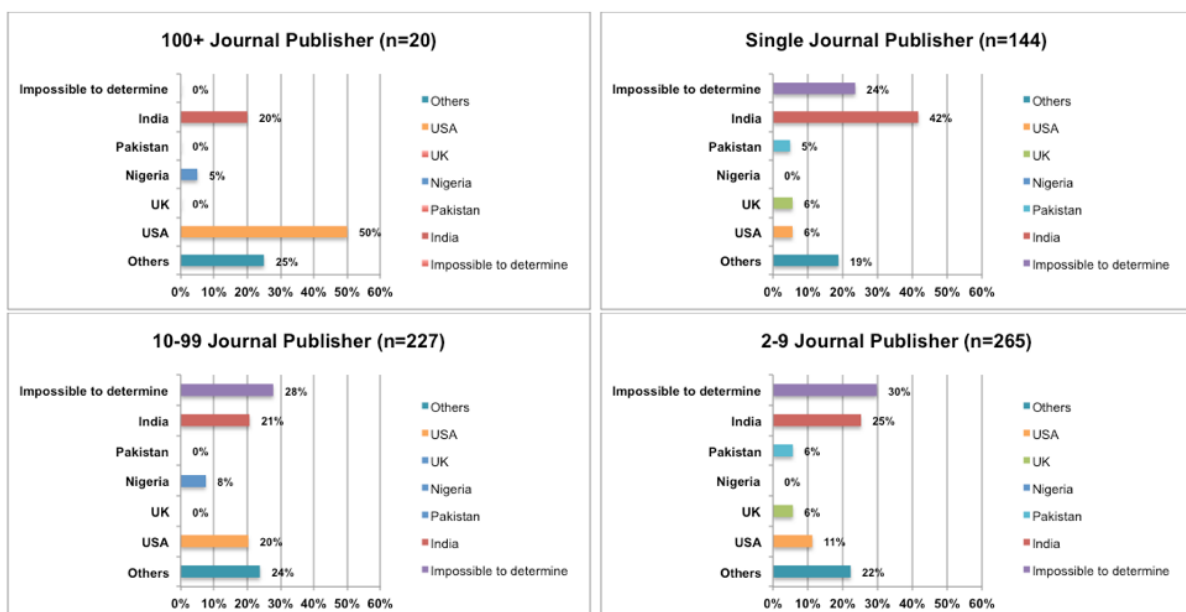 100+ Journal Publisher (n=20)
Impossible to determine 0%
India 20%
Pakistan 0%
Nigeria 5%
UK 0%
USA 50%
Others 25%
0% 10% 20% 30% 40% 50% 60%
Others
USA
UK
Nigeria
Pakistan
India
Impossible to determine
Single Journal Publisher (n=144)
Impossible to determine 24%
India 42%
Pakistan 5%
Nigeria 0%
UK 6%
USA 6%
Others 19%
0% 10% 20% 30% 40% 50% 60%
Others
USA
UK
Nigeria
Pakistan
India
Impossible to determine
10-99 Journal Publisher (n=227)
Impossible to determine 28%
India 21%
Pakistan 0%
Nigeria 8%
UK 0%
USA 20%
Others 24%
0% 10% 20% 30% 40% 50% 60%
Others
USA
UK
Nigeria
Pakistan
India
Impossible to determine
2-9 Journal Publisher (n=265)
Impossible to determine 30%
India 25%
Pakistan 6%
Nigeria 0%
UK 6%
USA 11%
Others 22%
0% 10% 20% 30% 40% 50% 60%
Others
USA
UK
Nigeria
Pakistan
India
Impossible to determine